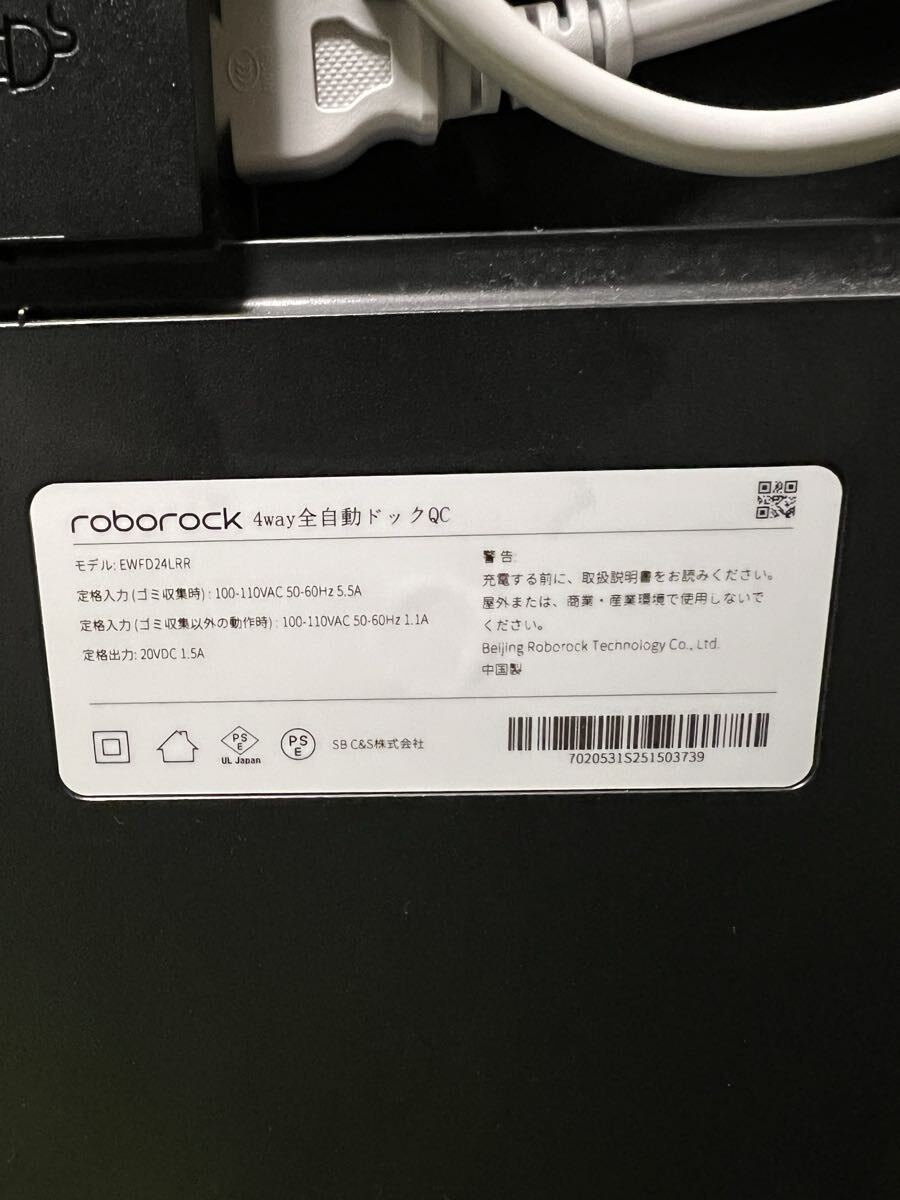 roborock 4way全自動ドックQC
モデル: EWFD24LRR
定格入力 (ゴミ収集時) : 100-110VAC 50-60Hz 5.5A
定格入力 (ゴミ収集以外の動作時) : 100-110VAC 50-60Hz 1.1A
定格出力: 20VDC 1.5A
警告
充電する前に、取扱説明書をお読みください。
屋外または、商業・産業環境で使用しないで
ください。
Beijing Roborock Technology Co., Ltd.
中国製
PS
E
UL Japan
PS
E
SB C&S株式会社
7020531S251503739